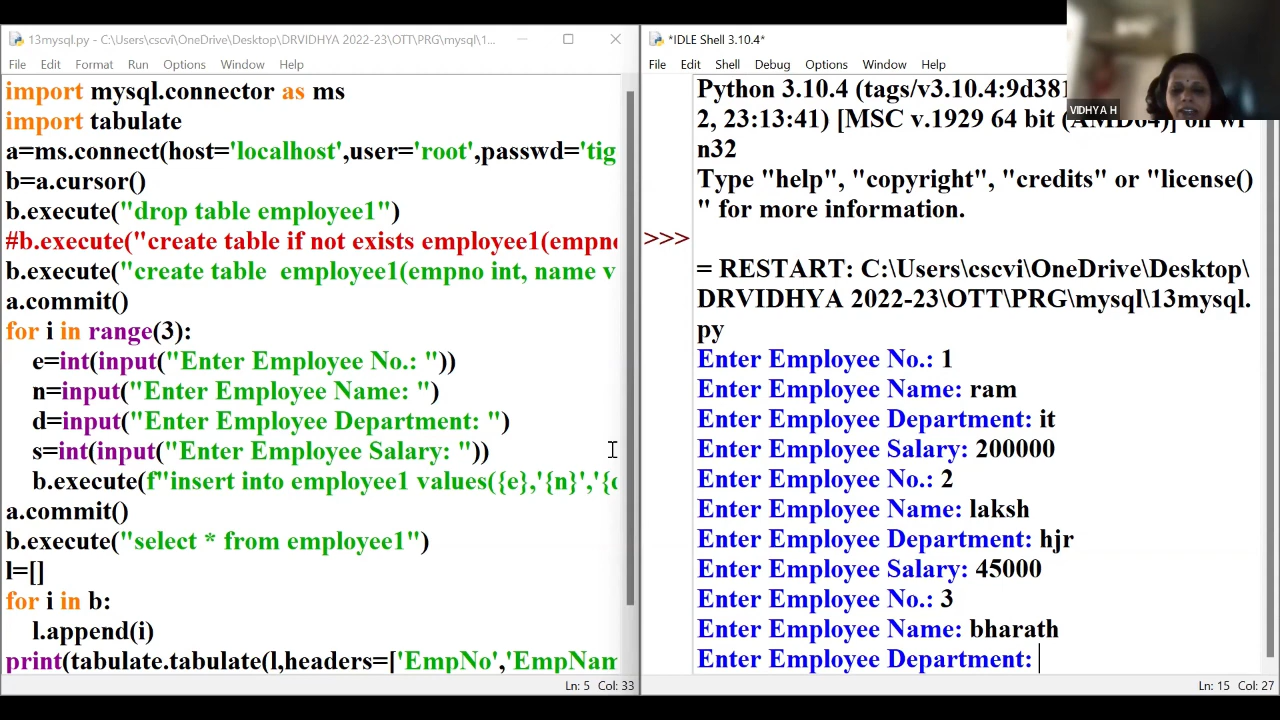 13mysql.py - C:\Users\cscvi\OneDrive\Desktop\DRVIDHYA 2022-23\OTT\PRG\mysql\1...
File Edit Format Run Options Window Help
import mysql.connector as ms
import tabulate
a=ms.connect(host='localhost',user='root',passwd='tig
b=a.cursor()
b.execute("drop table employee1")
#b.execute("create table if not exists employee1(empno
b.execute("create table  employee1(empno int, name v
a.commit()
for i in range(3):
    e=int(input("Enter Employee No.: "))
    n=input("Enter Employee Name: ")
    d=input("Enter Employee Department: ")
    s=int(input("Enter Employee Salary: "))
    b.execute(f"insert into employee1 values({e},'{n}','{d
a.commit()
b.execute("select * from employee1")
l=[]
for i in b:
    l.append(i)
print(tabulate.tabulate(l,headers=['EmpNo','EmpNam
Ln: 5 Col: 33
*IDLE Shell 3.10.4*
File Edit Shell Debug Options Window Help
Python 3.10.4 (tags/v3.10.4:9d381
2, 23:13:41) [MSC v.1929 64 bit (AMD64)] on wi
n32
Type "help", "copyright", "credits" or "license()
" for more information.
>>>
= RESTART: C:\Users\cscvi\OneDrive\Desktop\
DRVIDHYA 2022-23\OTT\PRG\mysql\13mysql.
py
Enter Employee No.: 1
Enter Employee Name: ram
Enter Employee Department: it
Enter Employee Salary: 200000
Enter Employee No.: 2
Enter Employee Name: laksh
Enter Employee Department: hjr
Enter Employee Salary: 45000
Enter Employee No.: 3
Enter Employee Name: bharath
Enter Employee Department:
Ln: 15 Col: 27
VIDHYA H